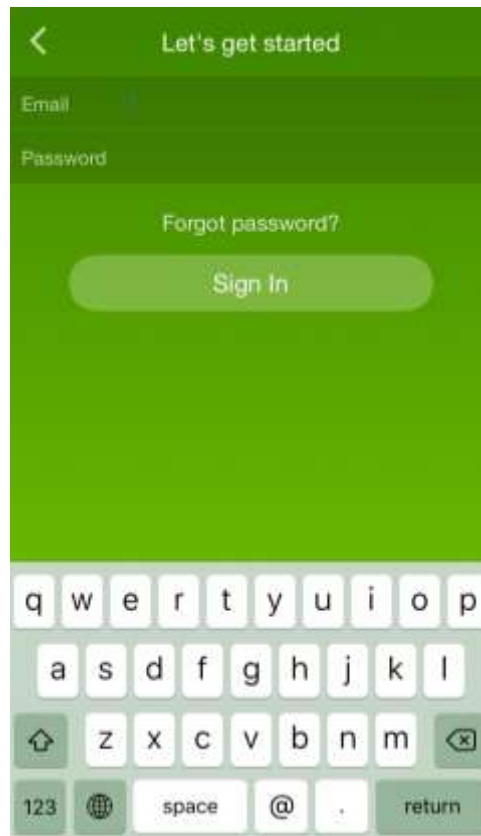 Let's get started
Email
Password
Forgot password?
Sign In
q w e r t y u i o p
a s d f g h j k l
z x c v b n m
123 space @ . return